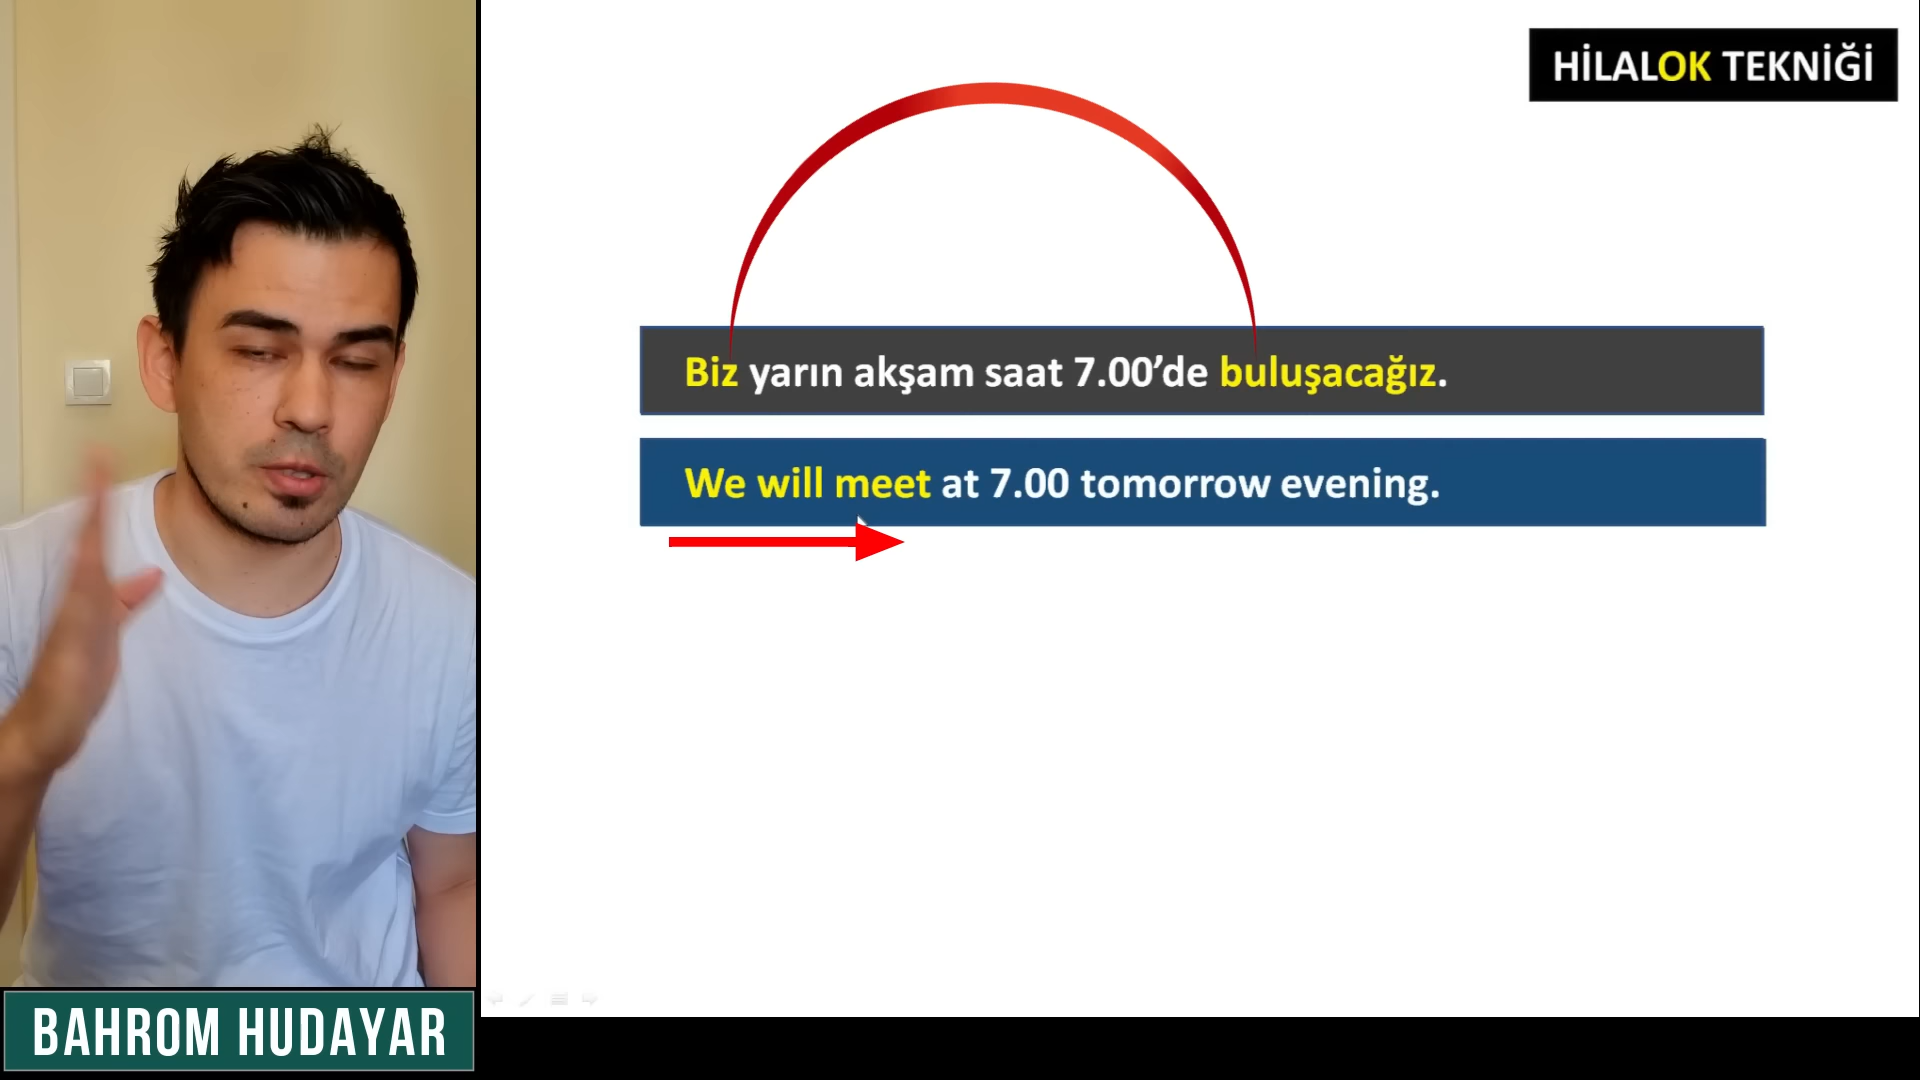 HİLALOK TEKNİĞİ
Biz yarın akşam saat 7.00’de buluşacağız.
We will meet at 7.00 tomorrow evening.
BAHROM HUDAYAR